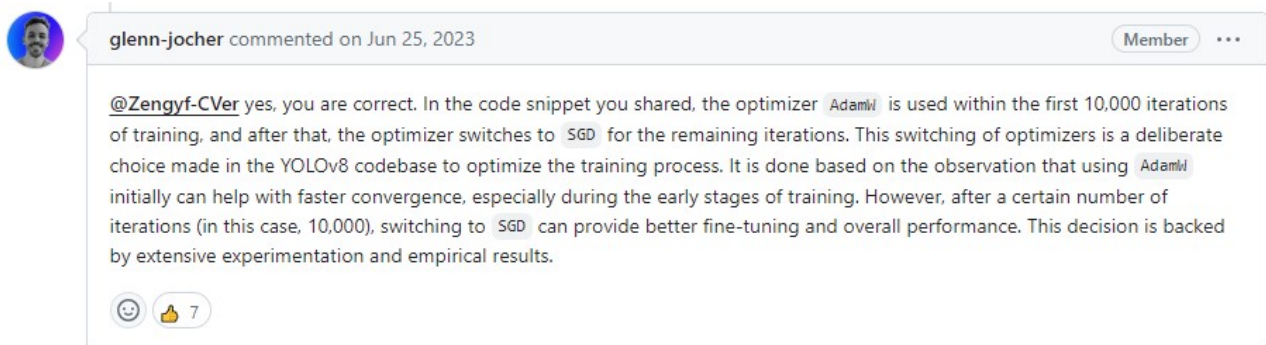 glenn-jocher commented on Jun 25, 2023
Member
@Zengyf-CVer yes, you are correct. In the code snippet you shared, the optimizer AdamW is used within the first 10,000 iterations
of training, and after that, the optimizer switches to SGD for the remaining iterations. This switching of optimizers is a deliberate
choice made in the YOLOv8 codebase to optimize the training process. It is done based on the observation that using AdamW
initially can help with faster convergence, especially during the early stages of training. However, after a certain number of
iterations (in this case, 10,000), switching to SGD can provide better fine-tuning and overall performance. This decision is backed
by extensive experimentation and empirical results.
7